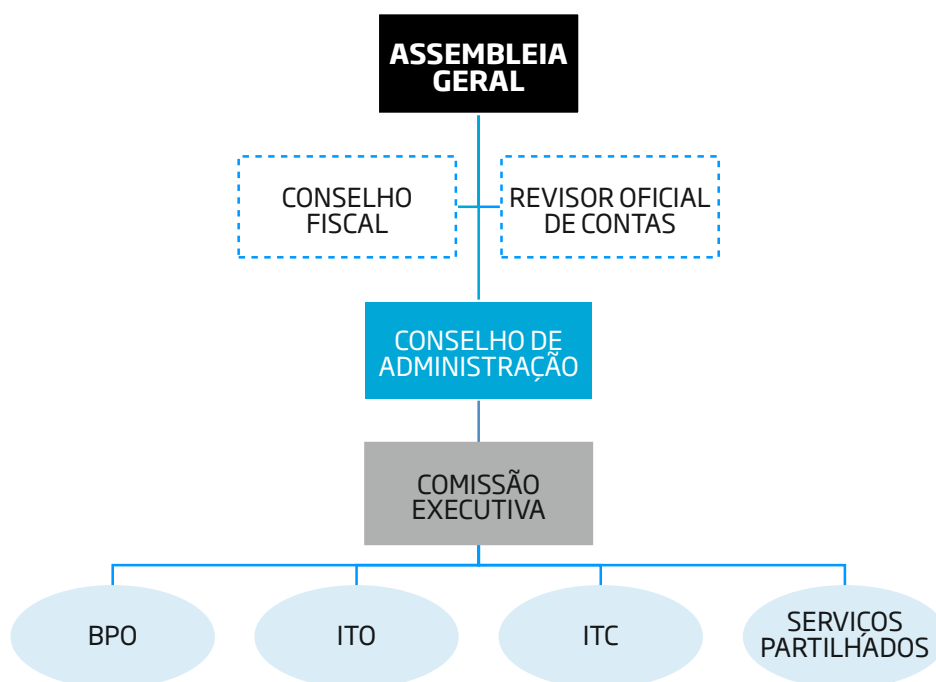 ASSEMBLEIA
GERAL
CONSELHO
FISCAL
REVISOR OFICIAL
DE CONTAS
CONSELHO DE
ADMINISTRAÇÃO
COMISSÃO
EXECUTIVA
BPO
ITO
ITC
SERVIÇOS
PARTILHADOS